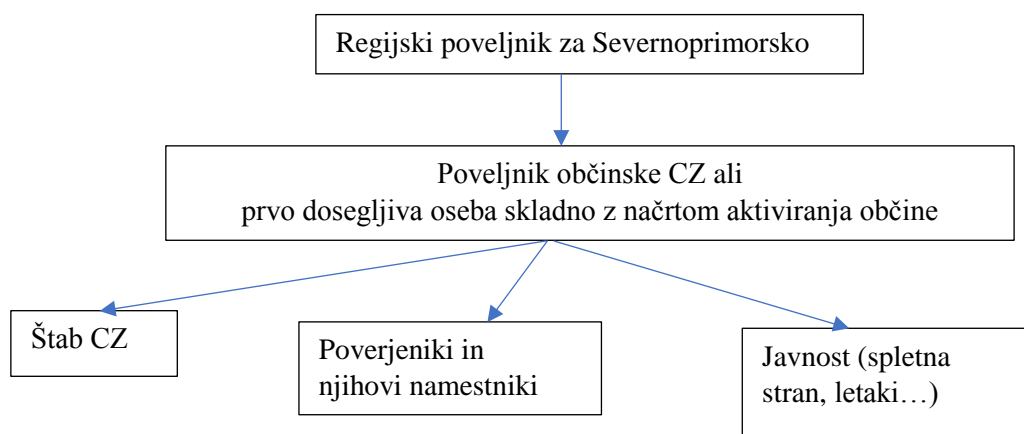 Regijski poveljnik za Severnoprimorsko
Poveljnik občinske CZ ali
prvo dosegljiva oseba skladno z načrtom aktiviranja občine
Štab CZ
Poverjeniki in
njihovi namestniki
Javnost (spletna
stran, letaki…)